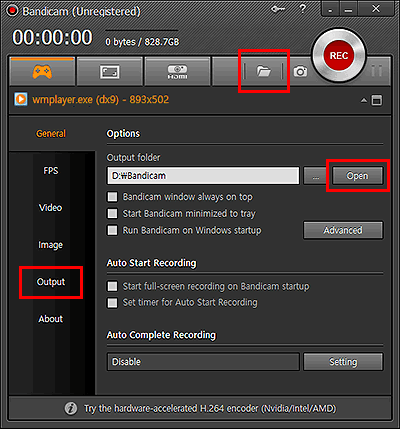 Bandicam (Unregistered)
00:00:00
0 bytes / 828.7GB
REC
HDMI
wmplayer.exe (dx9) - 893x502
General
FPS
Video
Image
Output
About
Options
Output folder
D:₩Bandicam
...
Open
Bandicam window always on top
Start Bandicam minimized to tray
Run Bandicam on Windows startup
Advanced
Auto Start Recording
Start full-screen recording on Bandicam startup
Set timer for Auto Start Recording
Auto Complete Recording
Disable
Setting
Try the hardware-accelerated H.264 encoder (Nvidia/Intel/AMD)